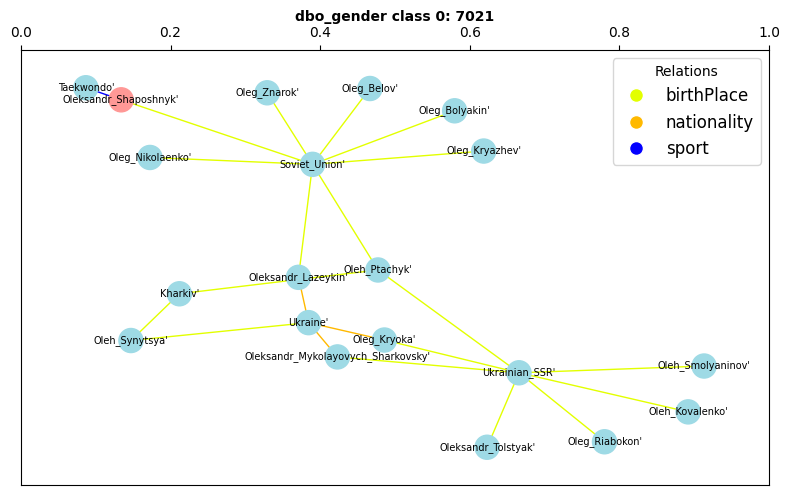 dbo_gender class 0: 7021
0.0 0.2 0.4 0.6 0.8 1.0
Relations
birthPlace
nationality
sport
Taekwondo'
Oleksandr_Shaposhnyk'
Oleg_Znarok'
Oleg_Belov'
Oleg_Bolyakin'
Oleg_Kryazhev'
Oleg_Nikolaenko'
Soviet_Union'
Oleksandr_Lazeykin'
Oleh_Ptachyk'
Kharkiv'
Ukraine'
Oleh_Synytsya'
Oleg_Kryoka'
Oleksandr_Mykolayovych_Sharkovsky'
Ukrainian_SSR'
Oleh_Smolyaninov'
Oleh_Kovalenko'
Oleksandr_Tolstyak'
Oleg_Riabokon'